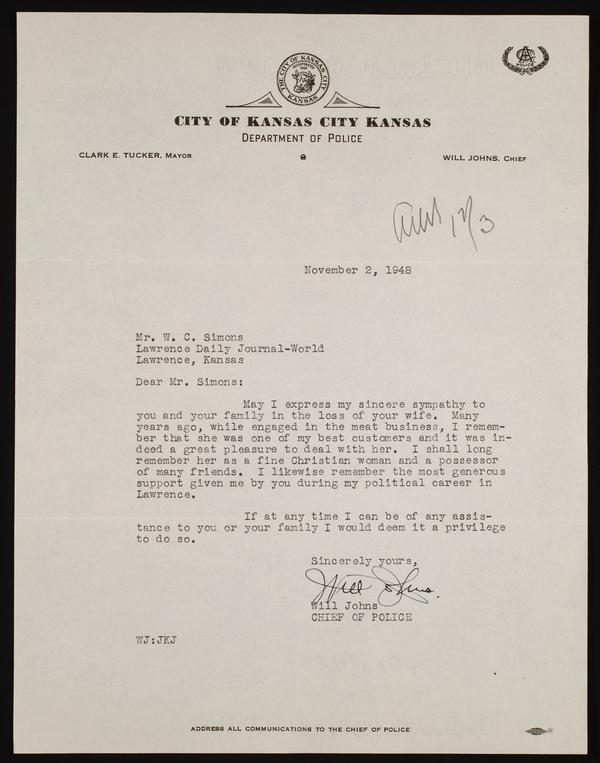 THE CITY OF KANSAS CITY
KANSAS
CITY OF KANSAS CITY KANSAS
DEPARTMENT OF POLICE
CLARK E. TUCKER, MAYOR
WILL JOHNS, CHIEF
POLICE
12/3
November 2, 1948
Mr. W. C. Simons
Lawrence Daily Journal-World
Lawrence, Kansas
Dear Mr. Simons:
May I express my sincere sympathy to
you and your family in the loss of your wife. Many
years ago, while engaged in the meat business, I remem-
ber that she was one of my best customers and it was in-
deed a great pleasure to deal with her. I shall long
remember her as a fine Christian woman and a possessor
of many friends. I likewise remember the most generous
support given me by you during my political career in
Lawrence.
If at any time I can be of any assis-
tance to you or your family I would deem it a privilege
to do so.
Sincerely yours,
Will Johns.
Will Johns
CHIEF OF POLICE
WJ:JKJ
ADDRESS ALL COMMUNICATIONS TO THE CHIEF OF POLICE